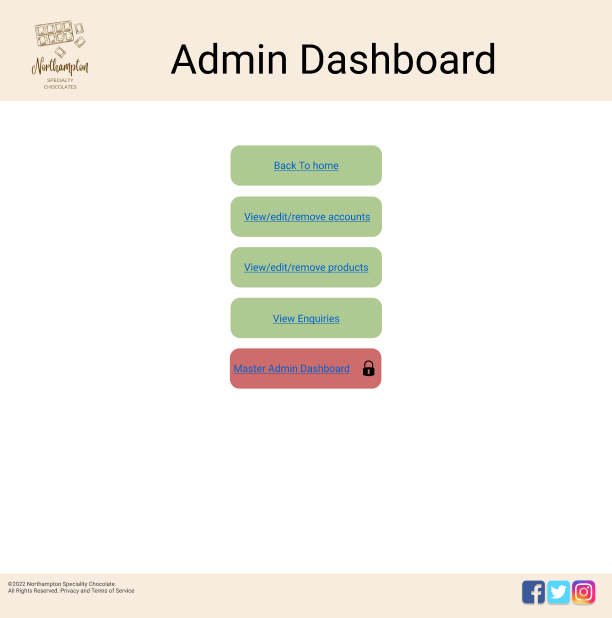 Northampton
SPECIALTY
CHOCOLATES
Admin Dashboard
Back To home
View/edit/remove accounts
View/edit/remove products
View Enquiries
Master Admin Dashboard
©2022 Northampton Speciality Chocolate.
All Rights Reserved. Privacy and Terms of Service